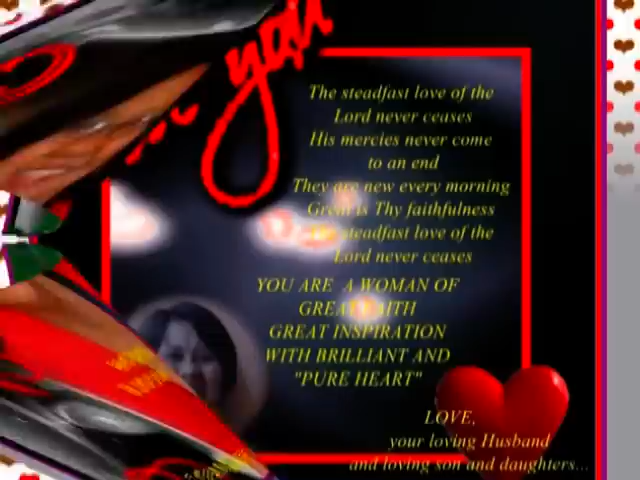 you
The steadfast love of the
Lord never ceases
His mercies never come
to an end
They are new every morning
Great is Thy faithfulness
steadfast love of the
Lord never ceases
YOU ARE A WOMAN OF
GREAT FAITH
GREAT INSPIRATION
WITH BRILLIANT AND
"PURE HEART"
LOVE,
your loving Husband
and loving son and daughters...